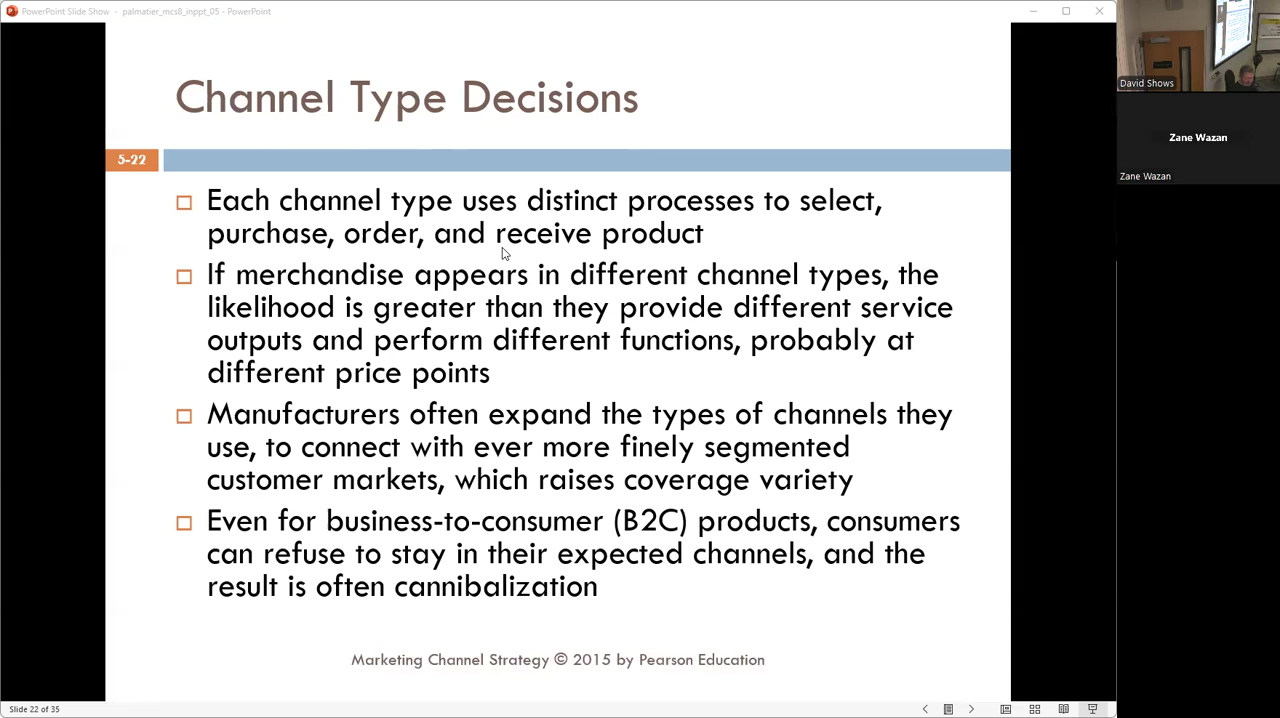 PowerPoint Slide Show - palmatier_mcs8_inppt_05 - PowerPoint
Channel Type Decisions
5-22
Each channel type uses distinct processes to select,
purchase, order, and receive product
If merchandise appears in different channel types, the
likelihood is greater than they provide different service
outputs and perform different functions, probably at
different price points
Manufacturers often expand the types of channels they
use, to connect with ever more finely segmented
customer markets, which raises coverage variety
Even for business-to-consumer (B2C) products, consumers
can refuse to stay in their expected channels, and the
result is often cannibalization
Marketing Channel Strategy © 2015 by Pearson Education
Slide 22 of 35
David Shows
Zane Wazan
Zane Wazan